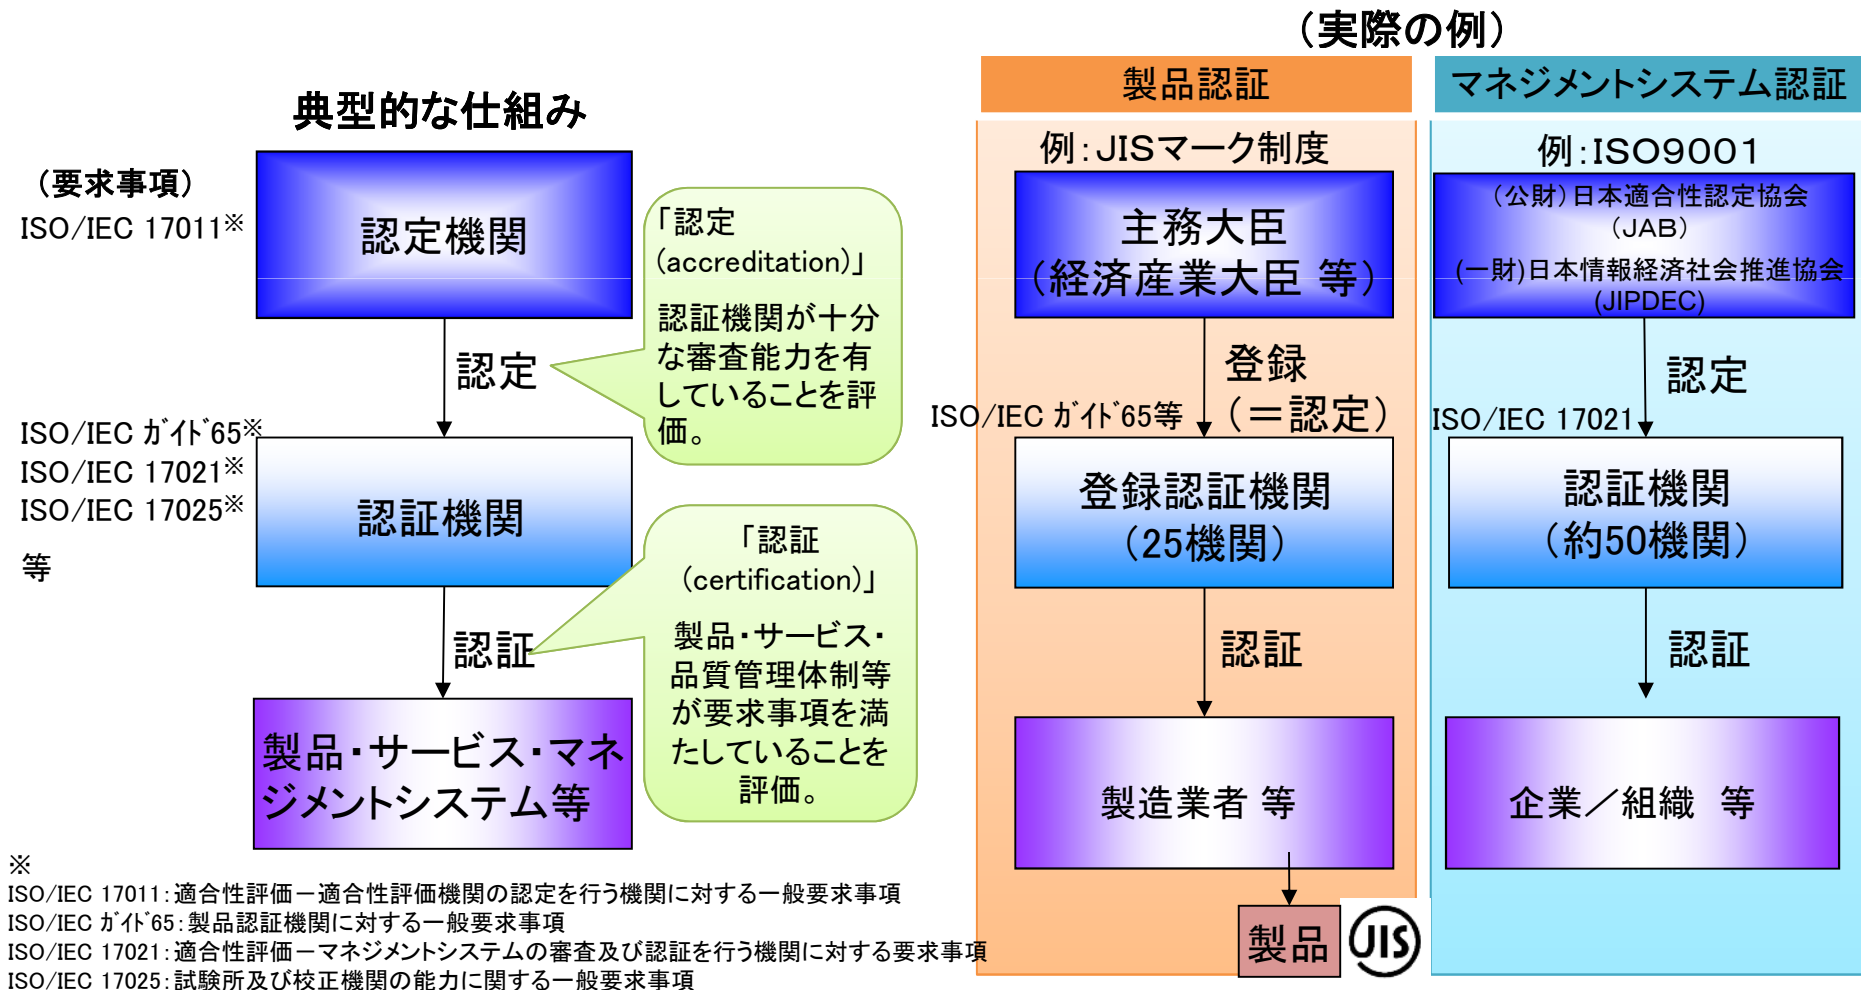 典型的な仕組み
（要求事項）
ISO/IEC 17011※
認定機関
「認定
(accreditation)」
認証機関が十分
な審査能力を有
していることを評
価。
認定
ISO/IEC ｶﾞｲﾄﾞ65※
ISO/IEC 17021※
ISO/IEC 17025※
等
認証機関
「認証
(certification)」
製品・サービス・
品質管理体制等
が要求事項を満
たしていることを
評価。
認証
製品・サービス・マネ
ジメントシステム等
※
ISO/IEC 17011：適合性評価－適合性評価機関の認定を行う機関に対する一般要求事項
ISO/IEC ｶﾞｲﾄﾞ65：製品認証機関に対する一般要求事項
ISO/IEC 17021：適合性評価－マネジメントシステムの審査及び認証を行う機関に対する要求事項
ISO/IEC 17025：試験所及び校正機関の能力に関する一般要求事項
（実際の例）
製品認証
例：JISマーク制度
主務大臣
（経済産業大臣 等）
登録
（＝認定）
ISO/IEC ｶﾞｲﾄﾞ65等
登録認証機関
（25機関）
認証
製造業者 等
製品
JIS
マネジメントシステム認証
例：ISO9001
（公財）日本適合性認定協会
（JAB）
(一財)日本情報経済社会推進協会
(JIPDEC)
認定
ISO/IEC 17021
認証機関
（約50機関）
認証
企業／組織 等